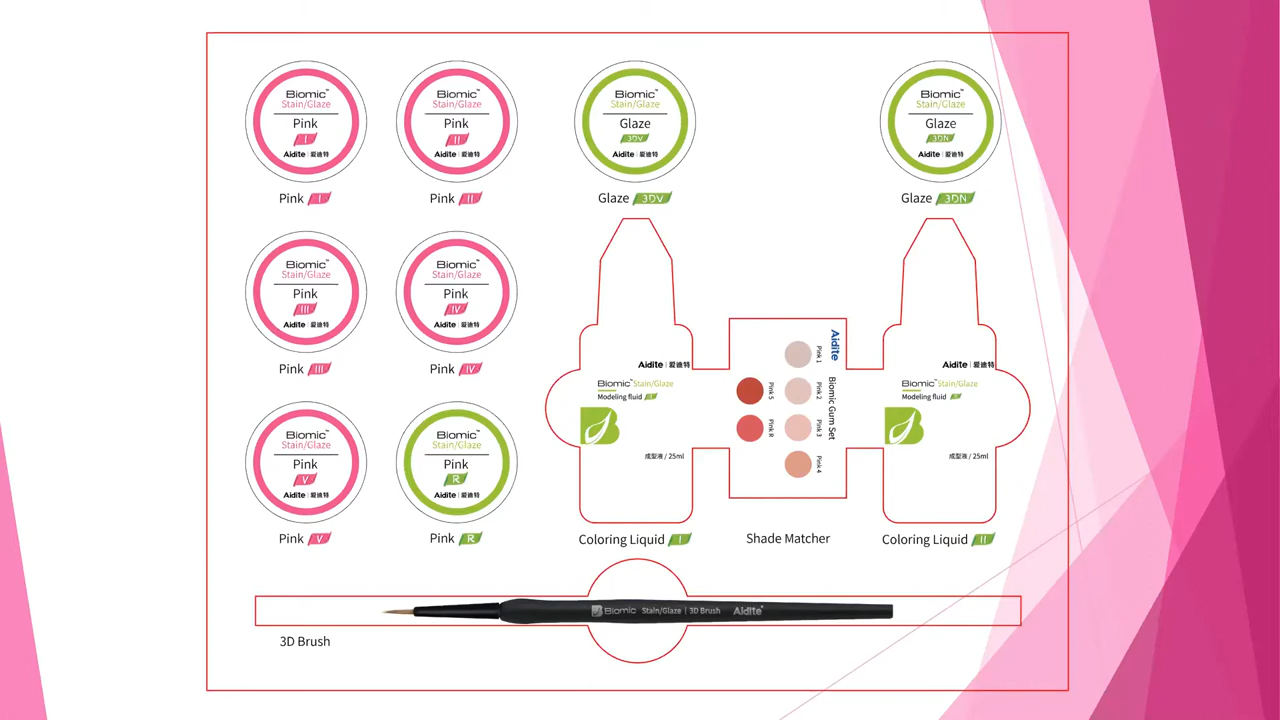 Biomic™
Stain/Glaze
Pink
I
Aidite | 爱迪特
Pink I
Biomic™
Stain/Glaze
Pink
II
Aidite | 爱迪特
Pink II
Biomic™
Stain/Glaze
Glaze
3DV
Aidite | 爱迪特
Glaze 3DV
Biomic™
Stain/Glaze
Glaze
3DN
Aidite | 爱迪特
Glaze 3DN
Biomic™
Stain/Glaze
Pink
III
Aidite | 爱迪特
Pink III
Biomic™
Stain/Glaze
Pink
IV
Aidite | 爱迪特
Pink IV
Biomic™
Stain/Glaze
Pink
V
Aidite | 爱迪特
Pink V
Biomic™
Stain/Glaze
Pink
R
Aidite | 爱迪特
Pink R
Aidite | 爱迪特
Biomic™ Stain/Glaze
Modeling fluid I
成型液 / 25ml
Coloring Liquid I
Aidite
Biomic Gum Set
Pink 1
Pink 2
Pink 3
Pink 4
Pink 5
Pink R
Shade Matcher
Aidite | 爱迪特
Biomic™ Stain/Glaze
Modeling fluid II
成型液 / 25ml
Coloring Liquid II
Biomic Stain/Glaze | 3D Brush Aidite
3D Brush